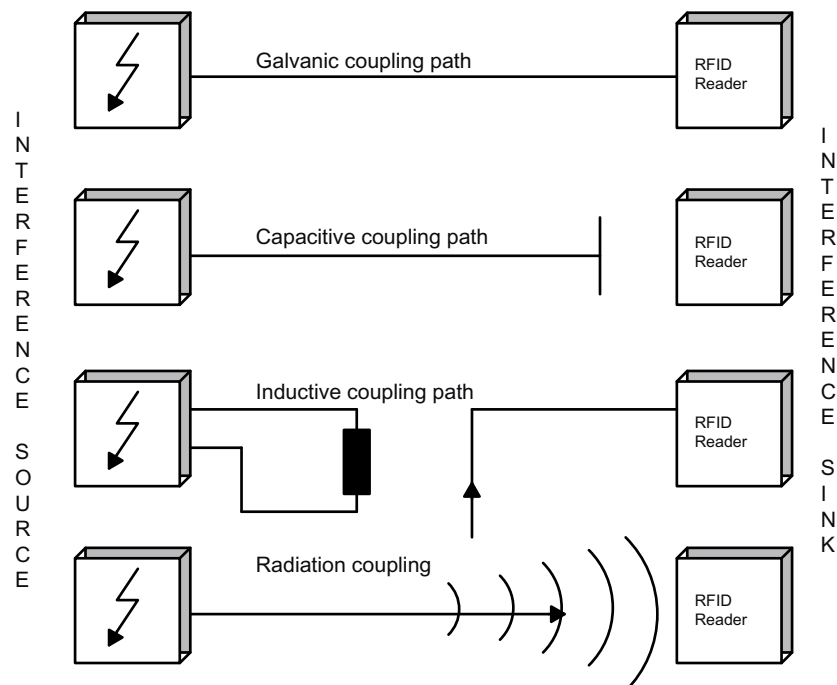 INTERFERENCE SOURCE
Galvanic coupling path
RFID
Reader
Capacitive coupling path
RFID
Reader
Inductive coupling path
RFID
Reader
Radiation coupling
RFID
Reader
INTERFERENCE SINK